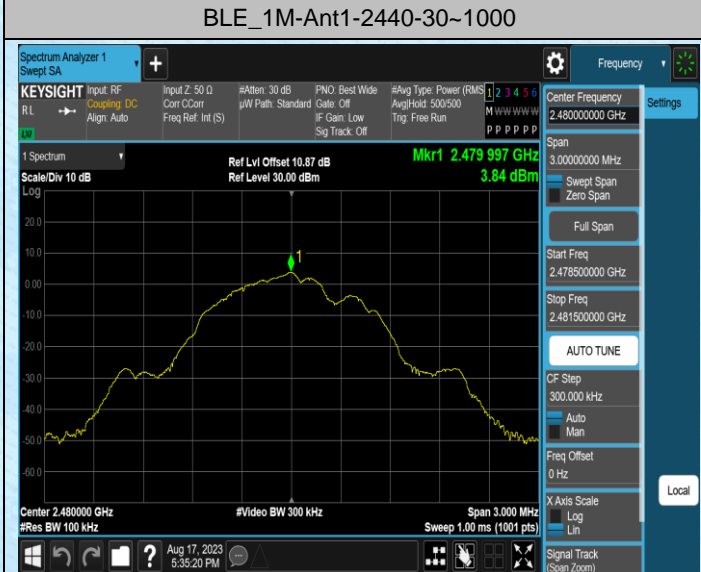 BLE_1M-Ant1-2440-30~1000
Spectrum Analyzer 1
Swept SA
+
Frequency
KEYSIGHT
RL
LXI
Input: RF
Coupling: DC
Align: Auto
Input Z: 50 Ω
Corr CCorr
Freq Ref: Int (S)
#Atten: 30 dB
µW Path: Standard
PNO: Best Wide
Gate: Off
IF Gain: Low
Sig Track: Off
#Avg Type: Power (RMS
Avg|Hold: 500/500
Trig: Free Run
1 2 3 4 5 6
M W W W W W
P P P P P P
Center Frequency
2.480000000 GHz
Settings
Span
3.00000000 MHz
Swept Span
Zero Span
Full Span
Start Freq
2.478500000 GHz
Stop Freq
2.481500000 GHz
AUTO TUNE
CF Step
300.000 kHz
Auto
Man
Freq Offset
0 Hz
X Axis Scale
Log
Lin
Signal Track
(Span Zoom)
Local
1 Spectrum
Scale/Div 10 dB
Log
Ref Lvl Offset 10.87 dB
Ref Level 30.00 dBm
Mkr1 2.479 997 GHz
3.84 dBm
1
20.0
10.0
0.00
-10.0
-20.0
-30.0
-40.0
-50.0
-60.0
Center 2.480000 GHz
#Res BW 100 kHz
#Video BW 300 kHz
Span 3.000 MHz
Sweep 1.00 ms (1001 pts)
?
Aug 17, 2023
5:35:20 PM